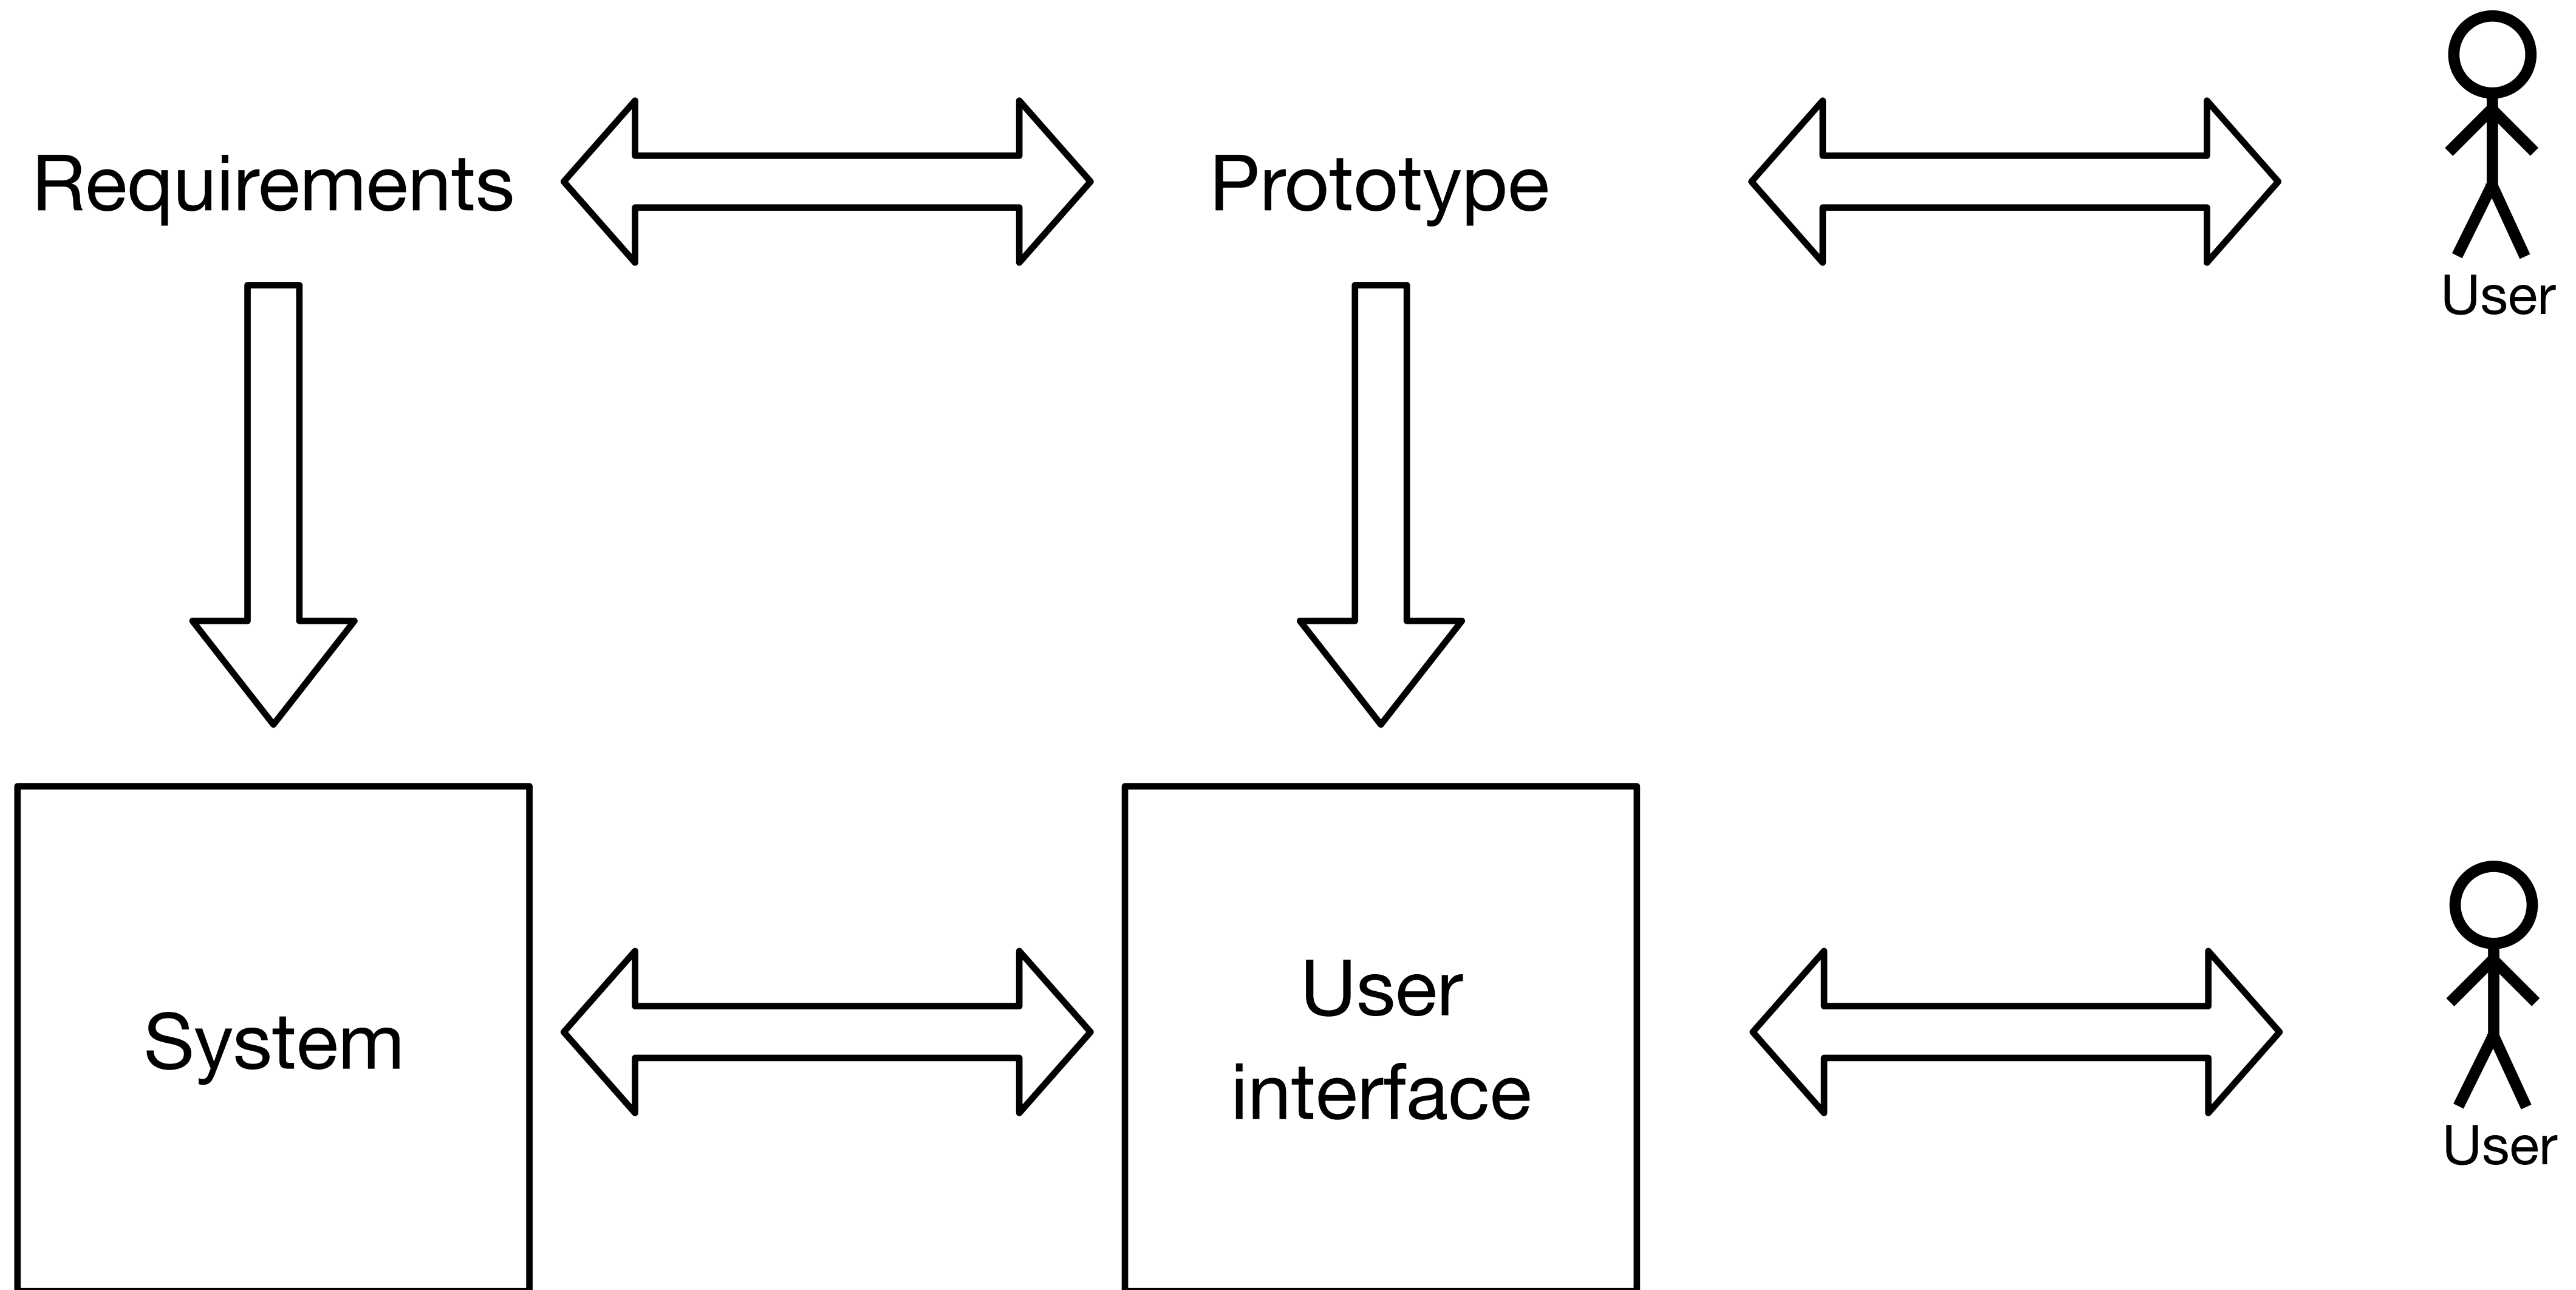 Requirements
Prototype
User
System
User
interface
User